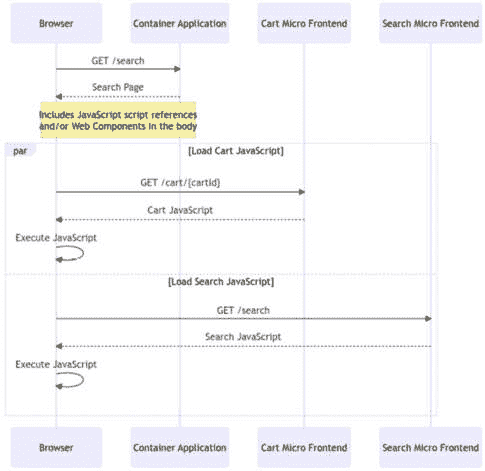 Browser
Container Application
Cart Micro Frontend
Search Micro Frontend
GET /search
Search Page
Includes JavaScript script references
and/or Web Components in the body
par
[Load Cart JavaScript]
GET /cart/{cartId}
Cart JavaScript
Execute JavaScript
[Load Search JavaScript]
GET /search
Search JavaScript
Execute JavaScript
Browser
Container Application
Cart Micro Frontend
Search Micro Frontend